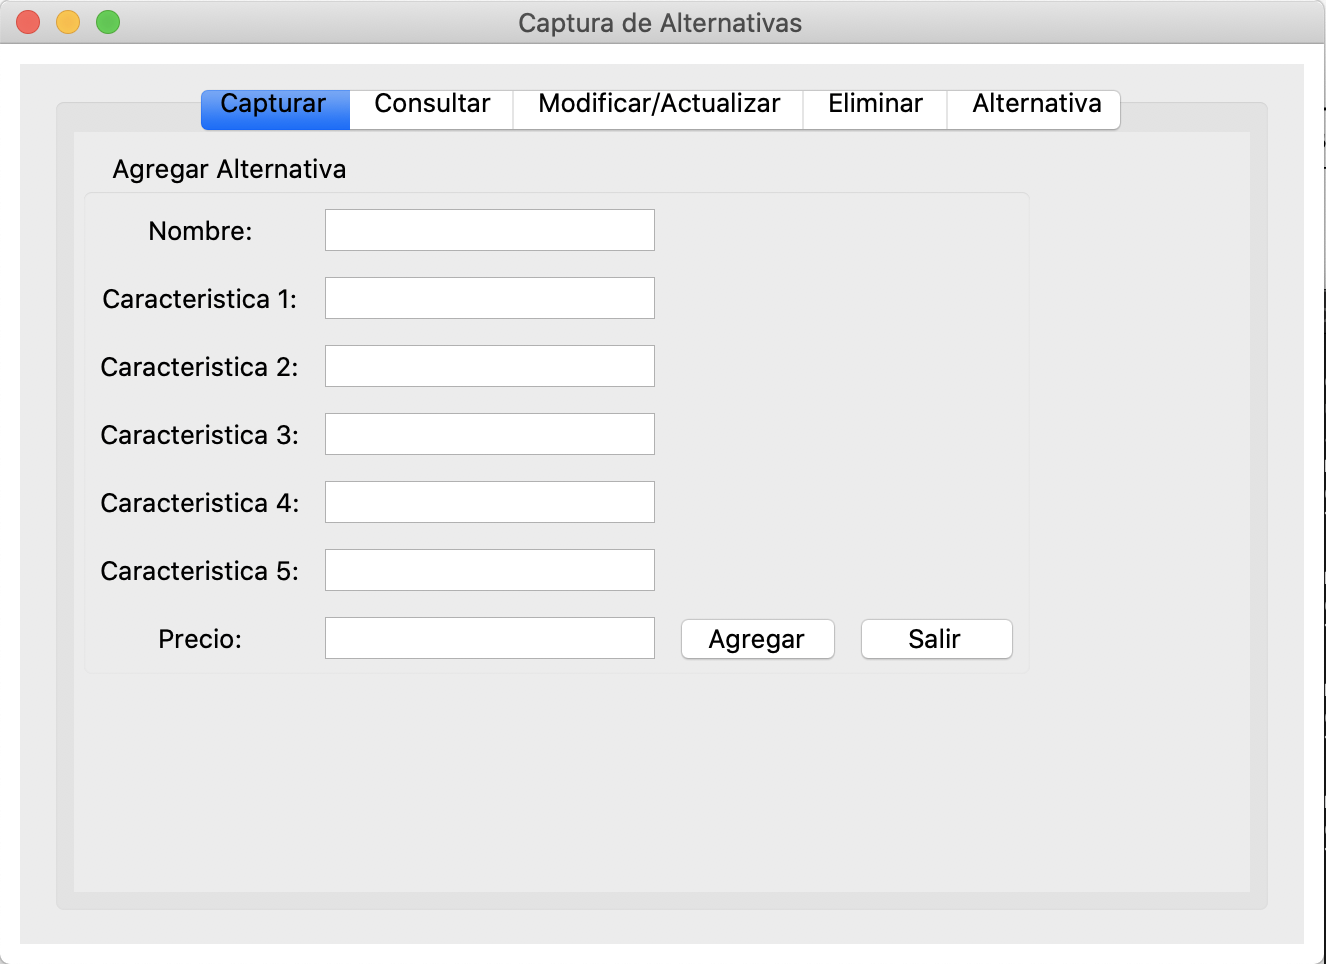 Captura de Alternativas
Capturar Consultar Modificar/Actualizar Eliminar Alternativa
Agregar Alternativa
Nombre:
Caracteristica 1:
Caracteristica 2:
Caracteristica 3:
Caracteristica 4:
Caracteristica 5:
Precio: Agregar Salir